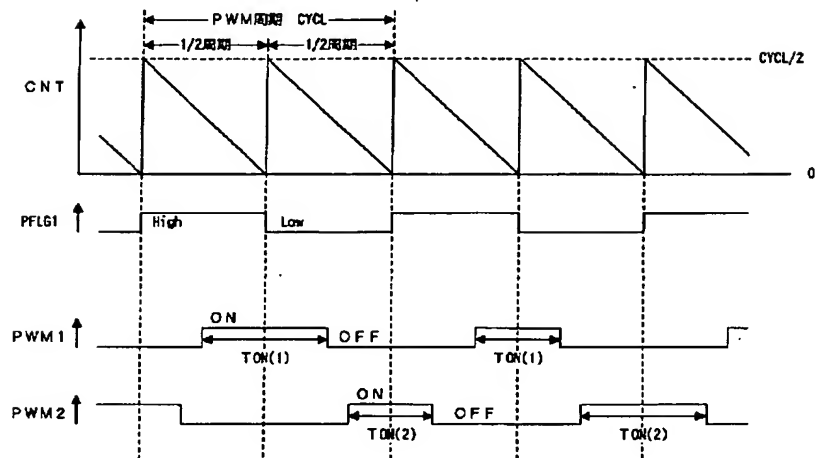 PWM周期 CYCL
1/2周期 1/2周期
CYCL/2
CNT
0
PFLG1 High Low
ON
PWM1 OFF
TON(1) TON(1)
ON
PWM2 OFF
TON(2) TON(2)